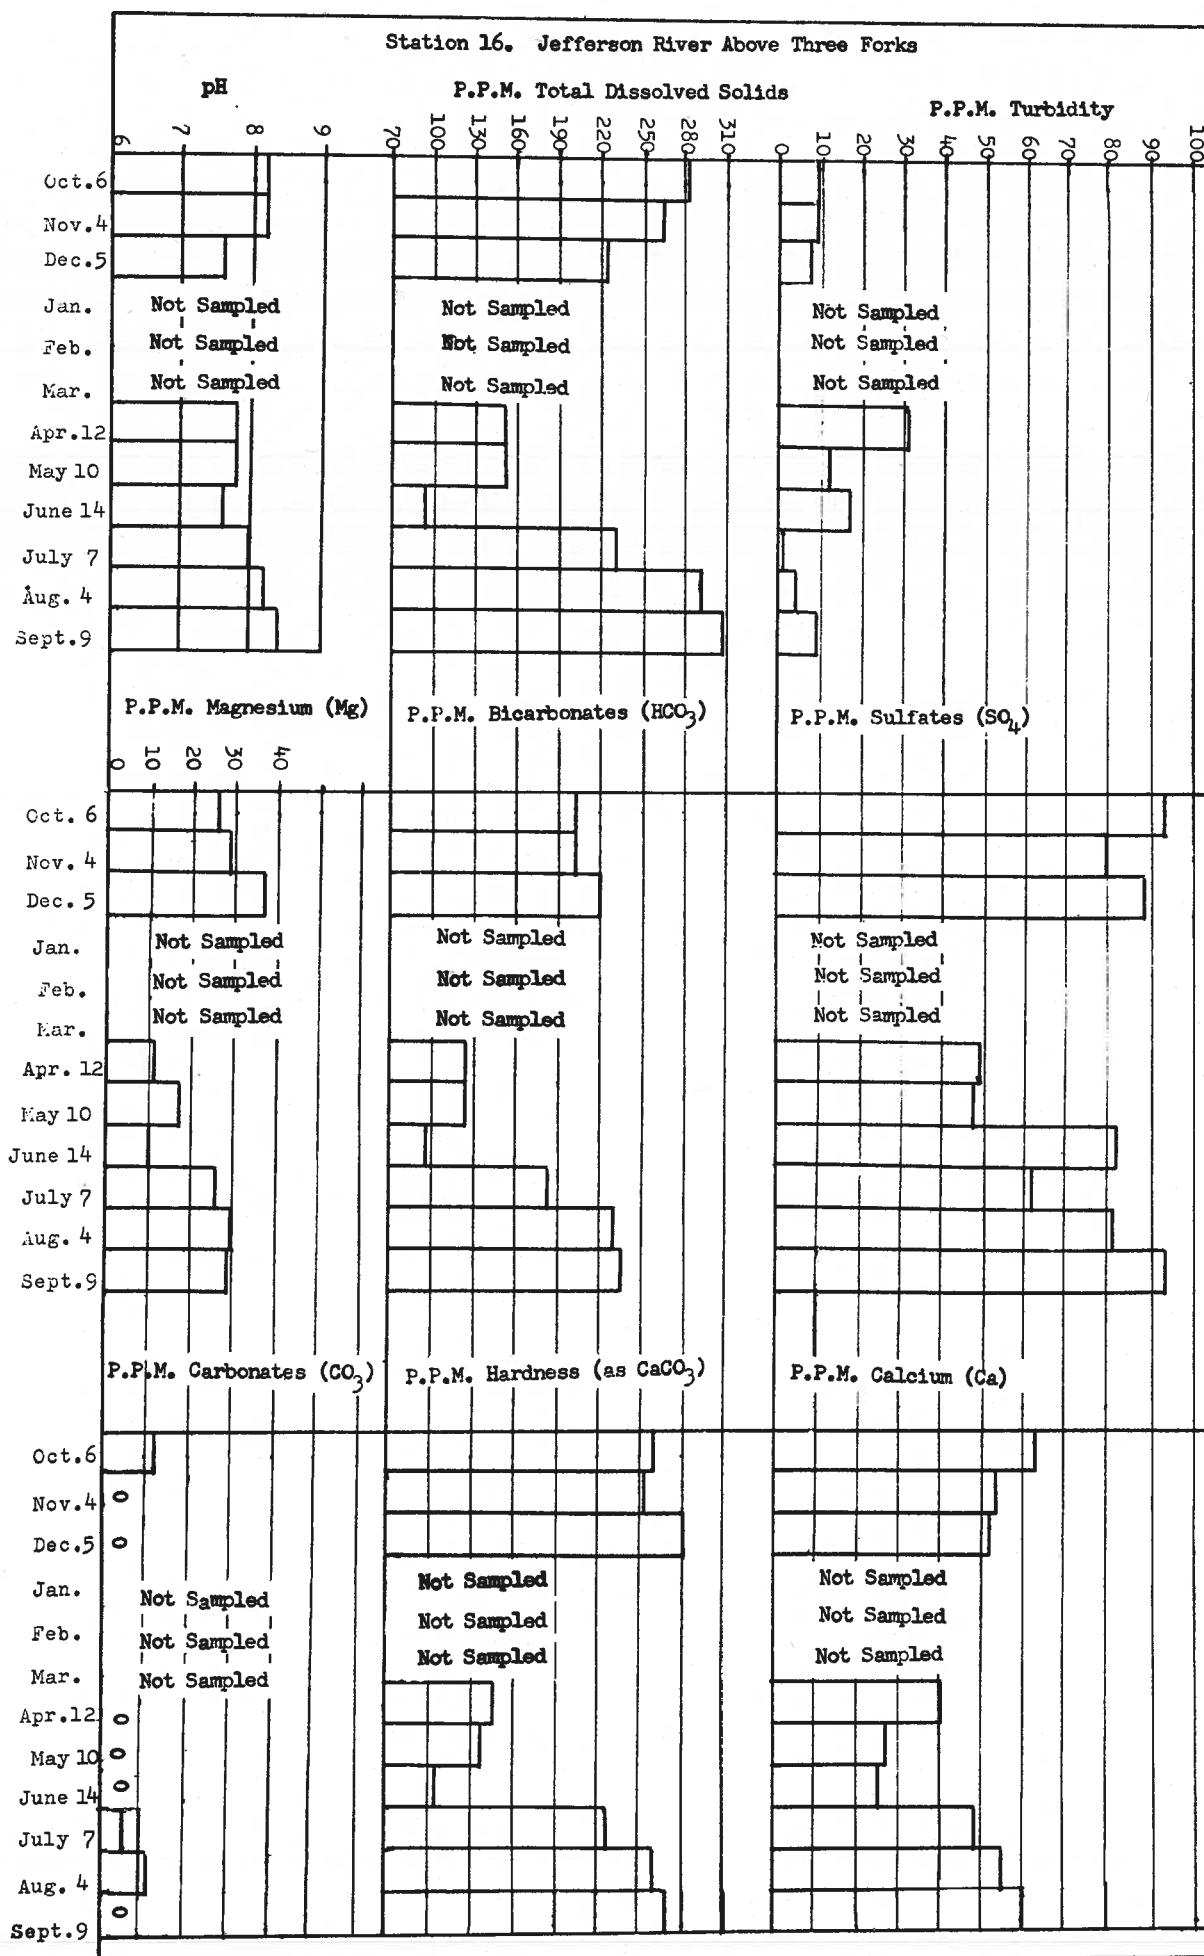 Station 16. Jefferson River Above Three Forks
pH
P.P.M. Total Dissolved Solids
P.P.M. Turbidity
6 7 8 9
70 100 130 160 190 220 250 280 310
0 10 20 30 40 50 60 70 80 90 100
Oct.6
Nov.4
Dec.5
Jan. Not Sampled Not Sampled Not Sampled
Feb. Not Sampled Not Sampled Not Sampled
Mar. Not Sampled Not Sampled Not Sampled
Apr.12
May 10
June 14
July 7
Aug. 4
Sept.9
P.P.M. Magnesium (Mg)
P.P.M. Bicarbonates (HCO3)
P.P.M. Sulfates (SO4)
0 10 20 30 40
Oct. 6
Nov. 4
Dec. 5
Jan. Not Sampled Not Sampled Not Sampled
Feb. Not Sampled Not Sampled Not Sampled
Mar. Not Sampled Not Sampled Not Sampled
Apr. 12
May 10
June 14
July 7
Aug. 4
Sept.9
P.P.M. Carbonates (CO3)
P.P.M. Hardness (as CaCO3)
P.P.M. Calcium (Ca)
Oct.6
Nov.4 0
Dec.5 0
Jan. Not Sampled Not Sampled Not Sampled
Feb. Not Sampled Not Sampled Not Sampled
Mar. Not Sampled Not Sampled Not Sampled
Apr.12 0
May 10 0
June 14 0
July 7
Aug. 4
Sept.9 0